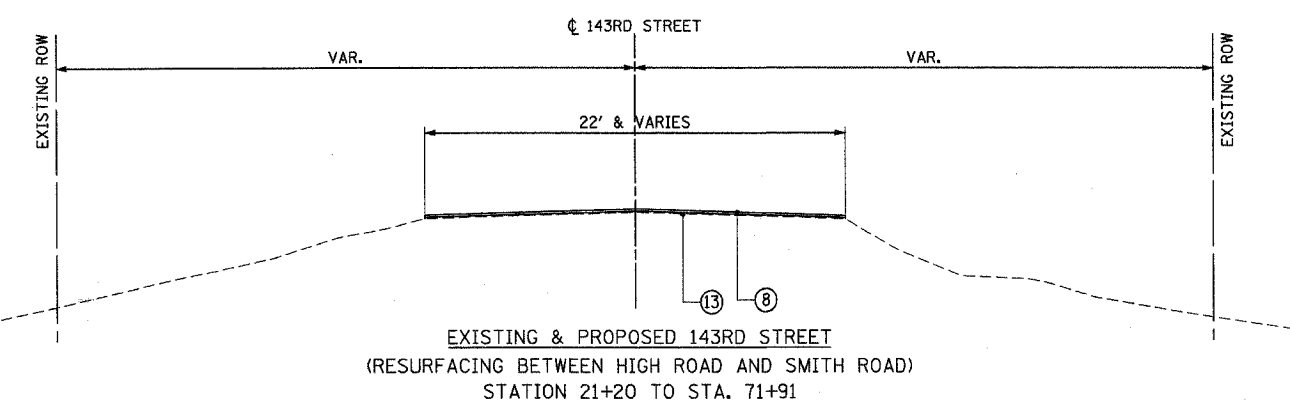 ℄ 143RD STREET
EXISTING ROW
VAR.
VAR.
EXISTING ROW
22' & VARIES
13
8
EXISTING & PROPOSED 143RD STREET
(RESURFACING BETWEEN HIGH ROAD AND SMITH ROAD)
STATION 21+20 TO STA. 71+91